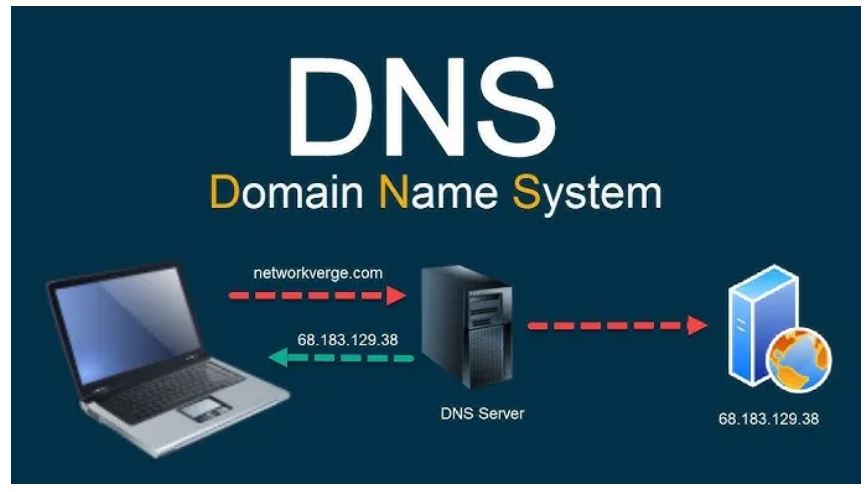 DNS
Domain Name System
networkverge.com
68.183.129.38
DNS Server
68.183.129.38